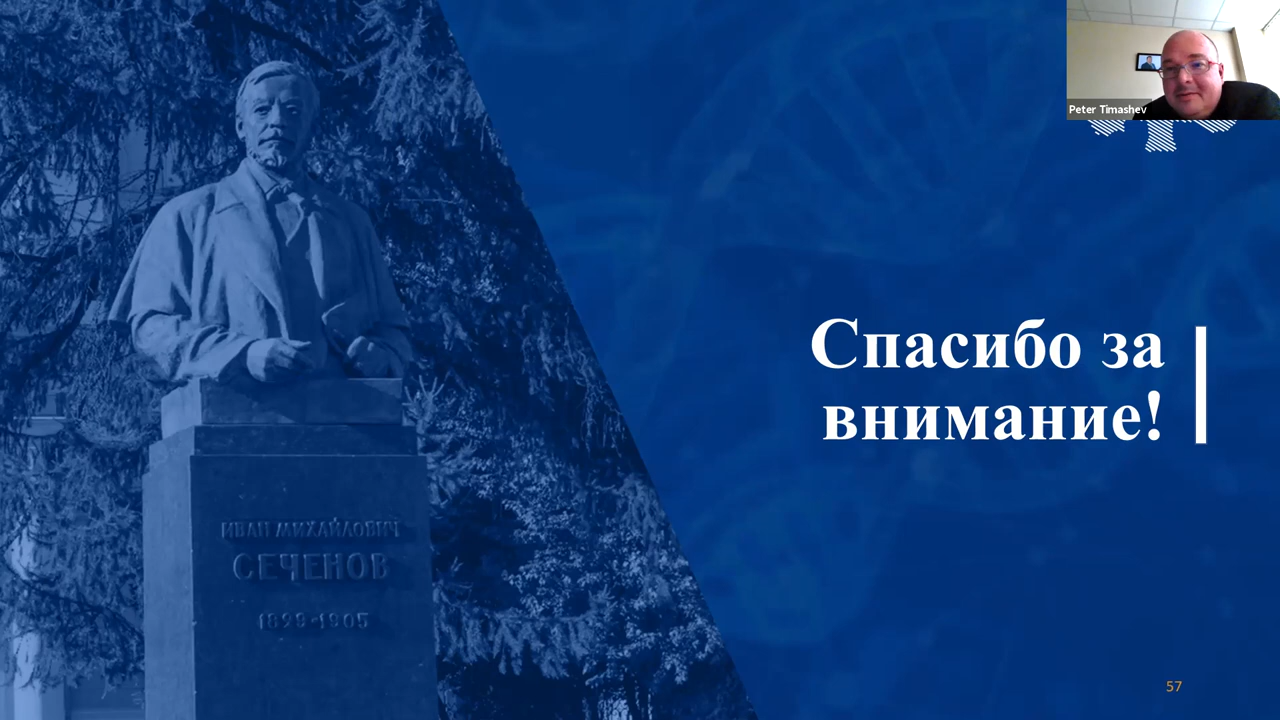 Peter Timashev
Спасибо за
внимание!
ИВАН МИХАЙЛОВИЧ
СЕЧЕНОВ
1829-1905
57